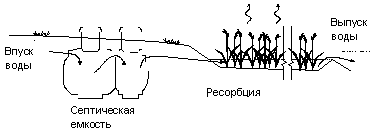 Впуск
воды
Септическая
емкость
Ресорбция
Выпуск
воды